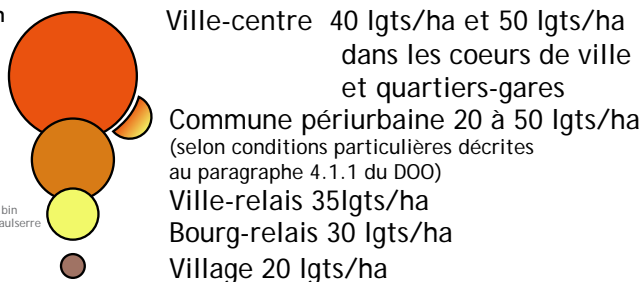 Ville-centre 40 lgts/ha et 50 lgts/ha
dans les coeurs de ville
et quartiers-gares
Commune périurbaine 20 à 50 lgts/ha
(selon conditions particulières décrites
au paragraphe 4.1.1 du DOO)
Ville-relais 35lgts/ha
bin
aulserre
Bourg-relais 30 lgts/ha
Village 20 lgts/ha